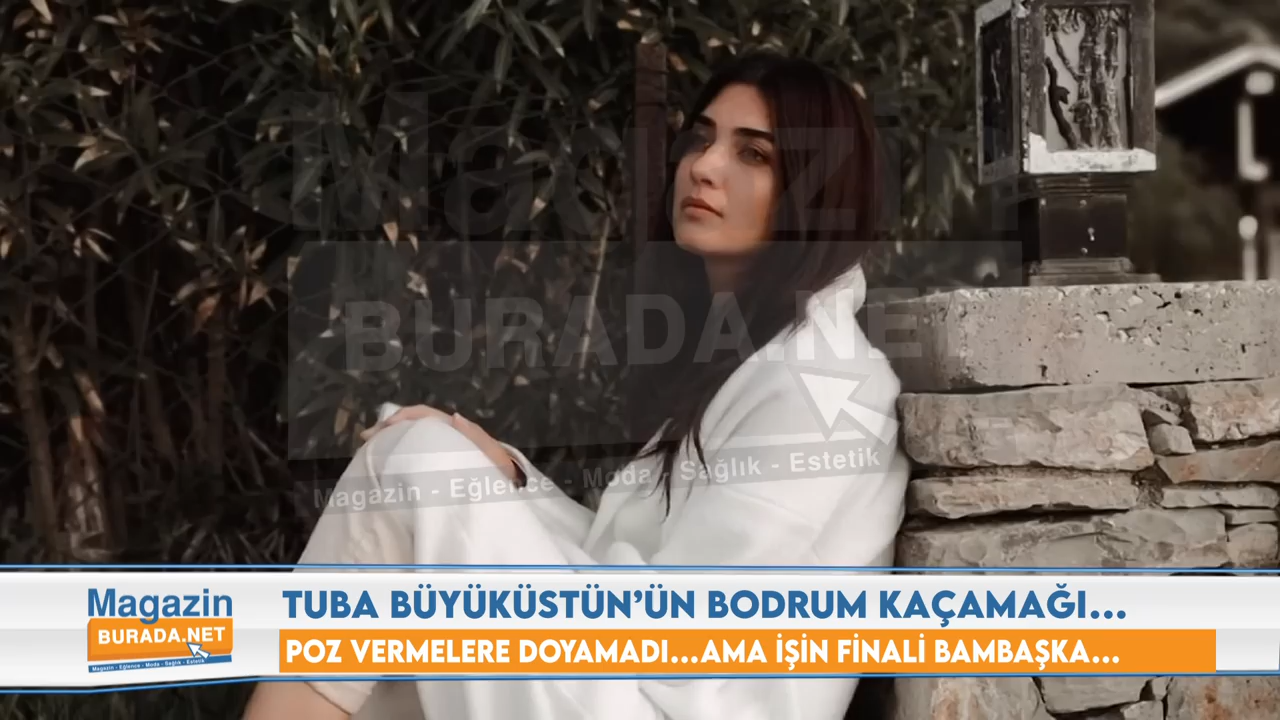 Magazin
BURADA.NET
Magazin - Eğlence - Moda - Sağlık - Estetik
TUBA BÜYÜKÜSTÜN’ÜN BODRUM KAÇAMAĞI...
POZ VERMELERE DOYAMADI...AMA İŞİN FİNALİ BAMBAŞKA...
Magazin
BURADA.NET
Magazin - Eğlence - Moda - Sağlık - Estetik